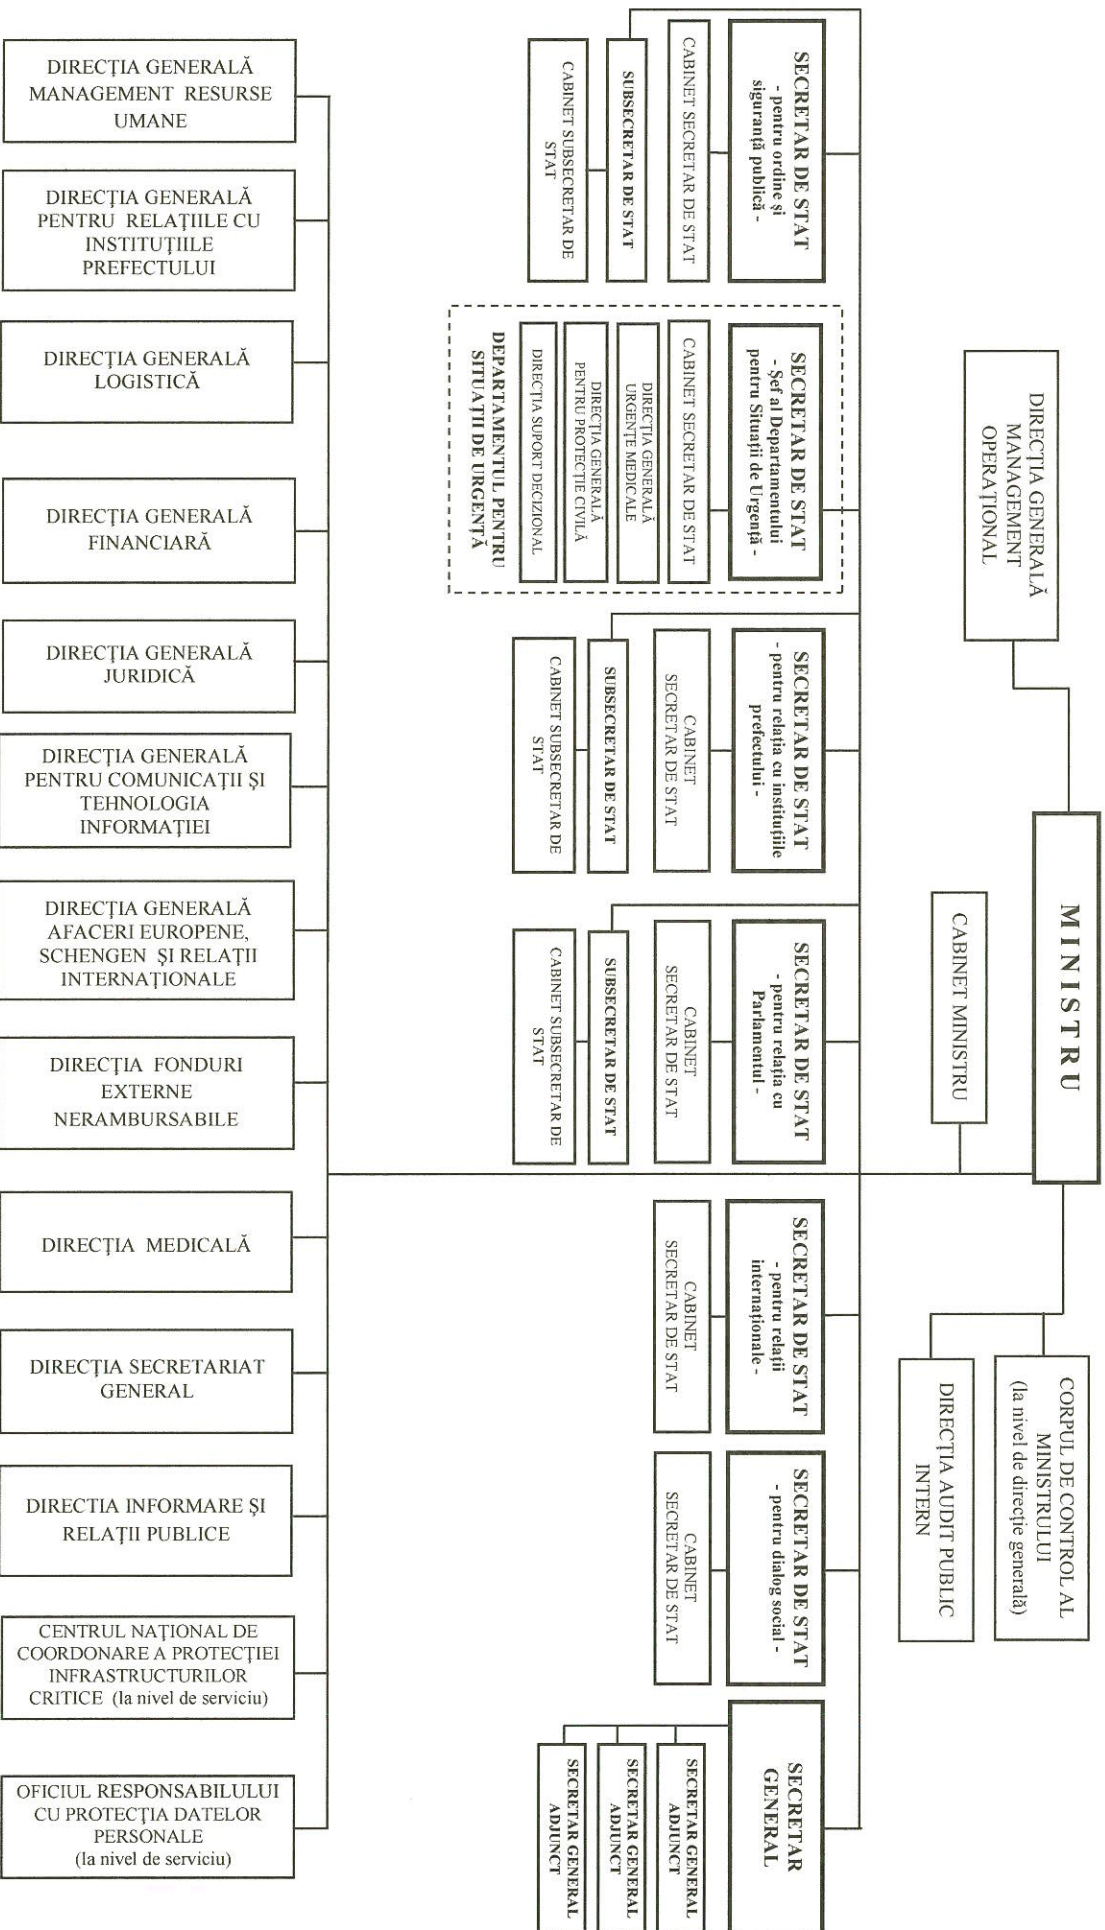 MINISTRU
DIRECȚIA GENERALĂ
MANAGEMENT
OPERAȚIONAL
CABINET MINISTRU
CORPUL DE CONTROL AL
MINISTRULUI
(la nivel de direcție generală)
DIRECȚIA AUDIT PUBLIC
INTERN
SECRETAR DE STAT
- pentru ordine și
siguranță publică -
CABINET SECRETAR DE STAT
SUBSECRETAR DE STAT
CABINET SUBSECRETAR DE
STAT
SECRETAR DE STAT
- Șef al Departamentului
pentru Situații de Urgență -
CABINET SECRETAR DE STAT
DIRECȚIA GENERALĂ
URGENȚE MEDICALE
DIRECȚIA GENERALĂ
PENTRU PROTECȚIE CIVILĂ
DIRECȚIA SUPORT DECIZIONAL
DEPARTAMENTUL PENTRU
SITUAȚII DE URGENȚĂ
SECRETAR DE STAT
- pentru relația cu instituțiile
prefectului -
CABINET
SECRETAR DE STAT
SUBSECRETAR DE STAT
CABINET SUBSECRETAR DE
STAT
SECRETAR DE STAT
- pentru relația cu
Parlamentul -
CABINET
SECRETAR DE STAT
SUBSECRETAR DE STAT
CABINET SUBSECRETAR DE
STAT
SECRETAR DE STAT
- pentru relații
internaționale -
CABINET
SECRETAR DE STAT
SECRETAR DE STAT
- pentru dialog social -
CABINET
SECRETAR DE STAT
SECRETAR
GENERAL
SECRETAR GENERAL
ADJUNCT
SECRETAR GENERAL
ADJUNCT
SECRETAR GENERAL
ADJUNCT
DIRECȚIA GENERALĂ
MANAGEMENT RESURSE
UMANE
DIRECȚIA GENERALĂ
PENTRU RELAȚIILE CU
INSTITUȚIILE
PREFECTULUI
DIRECȚIA GENERALĂ
LOGISTICĂ
DIRECȚIA GENERALĂ
FINANCIARĂ
DIRECȚIA GENERALĂ
JURIDICĂ
DIRECȚIA GENERALĂ
PENTRU COMUNICAȚII ȘI
TEHNOLOGIA
INFORMAȚIEI
DIRECȚIA GENERALĂ
AFACERI EUROPENE,
SCHENGEN ȘI RELAȚII
INTERNAȚIONALE
DIRECȚIA FONDURI
EXTERNE
NERAMBURSABILE
DIRECȚIA MEDICALĂ
DIRECȚIA SECRETARIAT
GENERAL
DIRECTIA INFORMARE ȘI
RELAȚII PUBLICE
CENTRUL NAȚIONAL DE
COORDONARE A PROTECȚIEI
INFRASTRUCTURILOR
CRITICE (la nivel de serviciu)
OFICIUL RESPONSABILULUI
CU PROTECȚIA DATELOR
PERSONALE
(la nivel de serviciu)